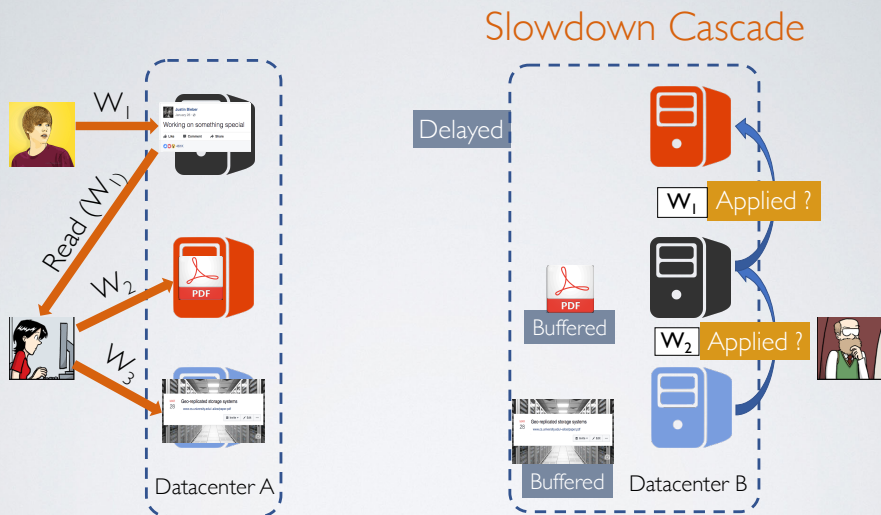 Slowdown Cascade
W1
Justin Bieber
Working on something special
Like Comment Share
Read (W1)
W2
PDF
W3
Geo-replicated storage systems
Datacenter A
Delayed
W1 Applied ?
PDF
Buffered
W2 Applied ?
28
Geo-replicated storage systems
Buffered
Datacenter B